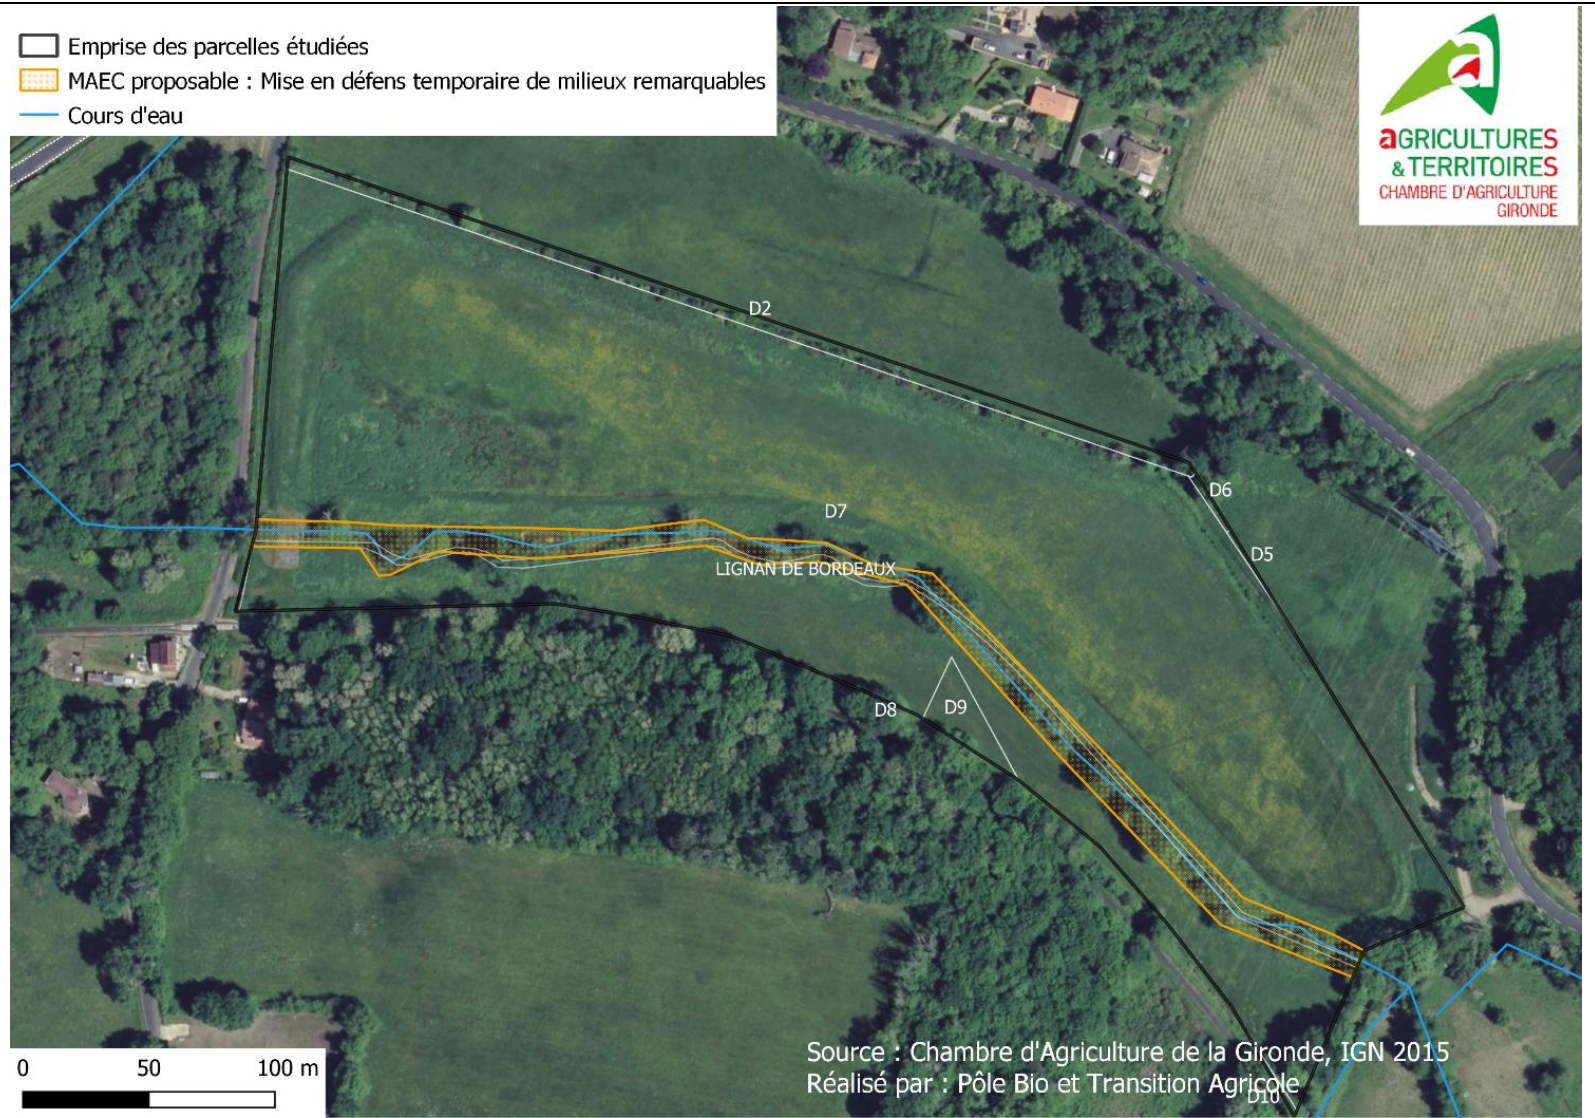 Emprise des parcelles étudiées
MAEC proposable : Mise en défens temporaire de milieux remarquables
Cours d'eau
aGRICULTURES
& TERRITOIRES
CHAMBRE D'AGRICULTURE
GIRONDE
D2
D6
D7
D5
LIGNAN DE BORDEAUX
D8
D9
0 50 100 m
Source : Chambre d'Agriculture de la Gironde, IGN 2015
Réalisé par : Pôle Bio et Transition Agricole
D10